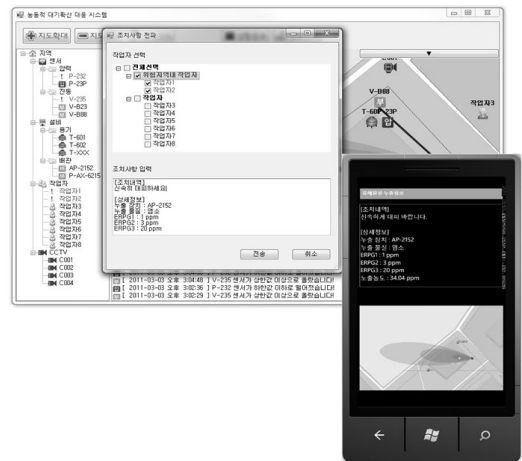 능동적 대기확산 대응 시스템
지도확대
조치사항 전파
작업자 선택
전체선택
위험지역내 작업자
작업자1
작업자2
작업자
작업자3
작업자4
작업자5
작업자6
작업자7
작업자8
조치사항 입력
[조치내역]
신속히 대피하세요
[상세정보]
누출 장치 : AP-2152
누출 물질 : 염소
ERPG1 : 1 ppm
ERPG2 : 3 ppm
ERPG3 : 20 ppm
전송
취소
지역
센서
압력
P-232
P-23P
진동
V-235
V-B23
V-B88
설비
용기
T-601
T-602
T-XXX
배관
AP-2152
P-AX-6215
작업자
작업자1
작업자2
작업자3
작업자4
작업자5
작업자6
작업자7
작업자8
CCTV
C001
C002
C003
C004
C001
V-B88
T-60
P-23P
압
작업자3
[ 2011-03-03 오후 3:04:48 ] V-235 센서가 상한값 이상으로 올랐습니다!
[ 2011-03-03 오후 3:02:36 ] P-232 센서가 하한값 이하로 떨어졌습니다!
[ 2011-03-03 오후 3:02:29 ] V-235 센서가 상한값 이상으로 올랐습니다!
[조치내역]
신속하게 대피 바랍니다.
[상세정보]
누출 장치 : AP-2152
누출 물질 : 염소
ERPG1 : 1 ppm
ERPG2 : 3 ppm
ERPG3 : 20 ppm
누출농도 : 34.04 ppm